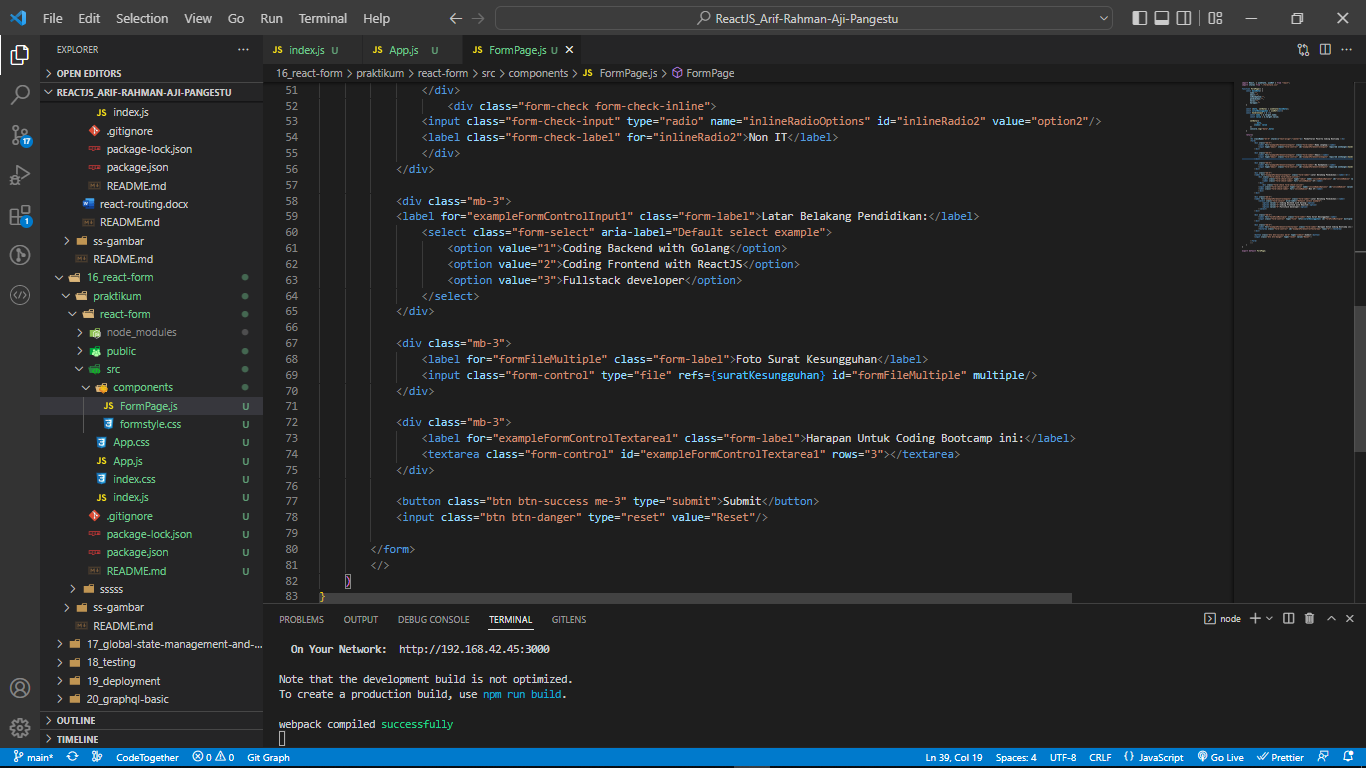 File Edit Selection View Go Run Terminal Help
ReactJS_Arif-Rahman-Aji-Pangestu
EXPLORER
OPEN EDITORS
REACTJS_ARIF-RAHMAN-AJI-PANGESTU
index.js
.gitignore
package-lock.json
package.json
README.md
react-routing.docx
README.md
ss-gambar
README.md
16_react-form
praktikum
react-form
node_modules
public
src
components
FormPage.js U
formstyle.css U
App.css U
App.js U
index.css U
index.js U
.gitignore U
package-lock.json U
package.json U
README.md U
sssss
ss-gambar
README.md
17_global-state-management-and-...
18_testing
19_deployment
20_graphql-basic
OUTLINE
TIMELINE
17
1
index.js U
App.js U
FormPage.js U
16_react-form > praktikum > react-form > src > components > JS FormPage.js > FormPage
51 </div>
52 <div class="form-check form-check-inline">
53 <input class="form-check-input" type="radio" name="inlineRadioOptions" id="inlineRadio2" value="option2"/>
54 <label class="form-check-label" for="inlineRadio2">Non IT</label>
55 </div>
56 </div>
57
58 <div class="mb-3">
59 <label for="exampleFormControlInput1" class="form-label">Latar Belakang Pendidikan:</label>
60 <select class="form-select" aria-label="Default select example">
61 <option value="1">Coding Backend with Golang</option>
62 <option value="2">Coding Frontend with ReactJS</option>
63 <option value="3">Fullstack developer</option>
64 </select>
65 </div>
66
67 <div class="mb-3">
68 <label for="formFileMultiple" class="form-label">Foto Surat Kesungguhan</label>
69 <input class="form-control" type="file" refs={suratKesungguhan} id="formFileMultiple" multiple/>
70 </div>
71
72 <div class="mb-3">
73 <label for="exampleFormControlTextarea1" class="form-label">Harapan Untuk Coding Bootcamp ini:</label>
74 <textarea class="form-control" id="exampleFormControlTextarea1" rows="3"></textarea>
75 </div>
76
77 <button class="btn btn-success me-3" type="submit">Submit</button>
78 <input class="btn btn-danger" type="reset" value="Reset"/>
79
80 </form>
81 </>
82 )
83 }
PROBLEMS OUTPUT DEBUG CONSOLE TERMINAL GITLENS
node
On Your Network: http://192.168.42.45:3000
Note that the development build is not optimized.
To create a production build, use npm run build.
webpack compiled successfully
main* CodeTogether 0 0 Git Graph
Ln 39, Col 19 Spaces: 4 UTF-8 CRLF {} JavaScript Go Live Prettier